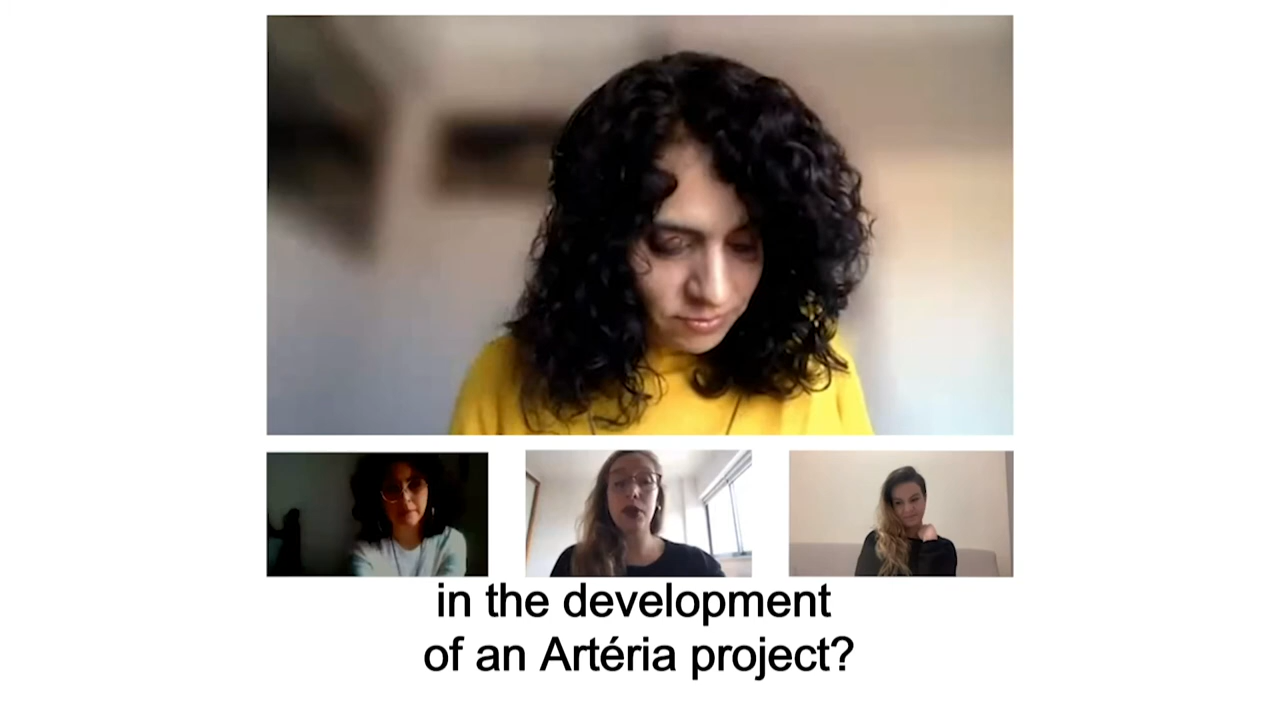 in the development
of an Artéria project?